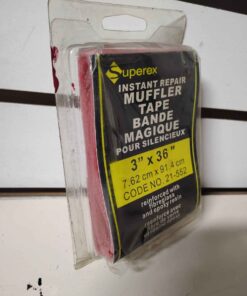 Superex
INSTANT REPAIR
MUFFLER
TAPE
BANDE
MAGIQUE
POUR SILENCIEUX
3" x 36"
7.62 cm x 91.4 cm
CODE NO. 21-552
reinforced with
fibreglass
and epoxy resin